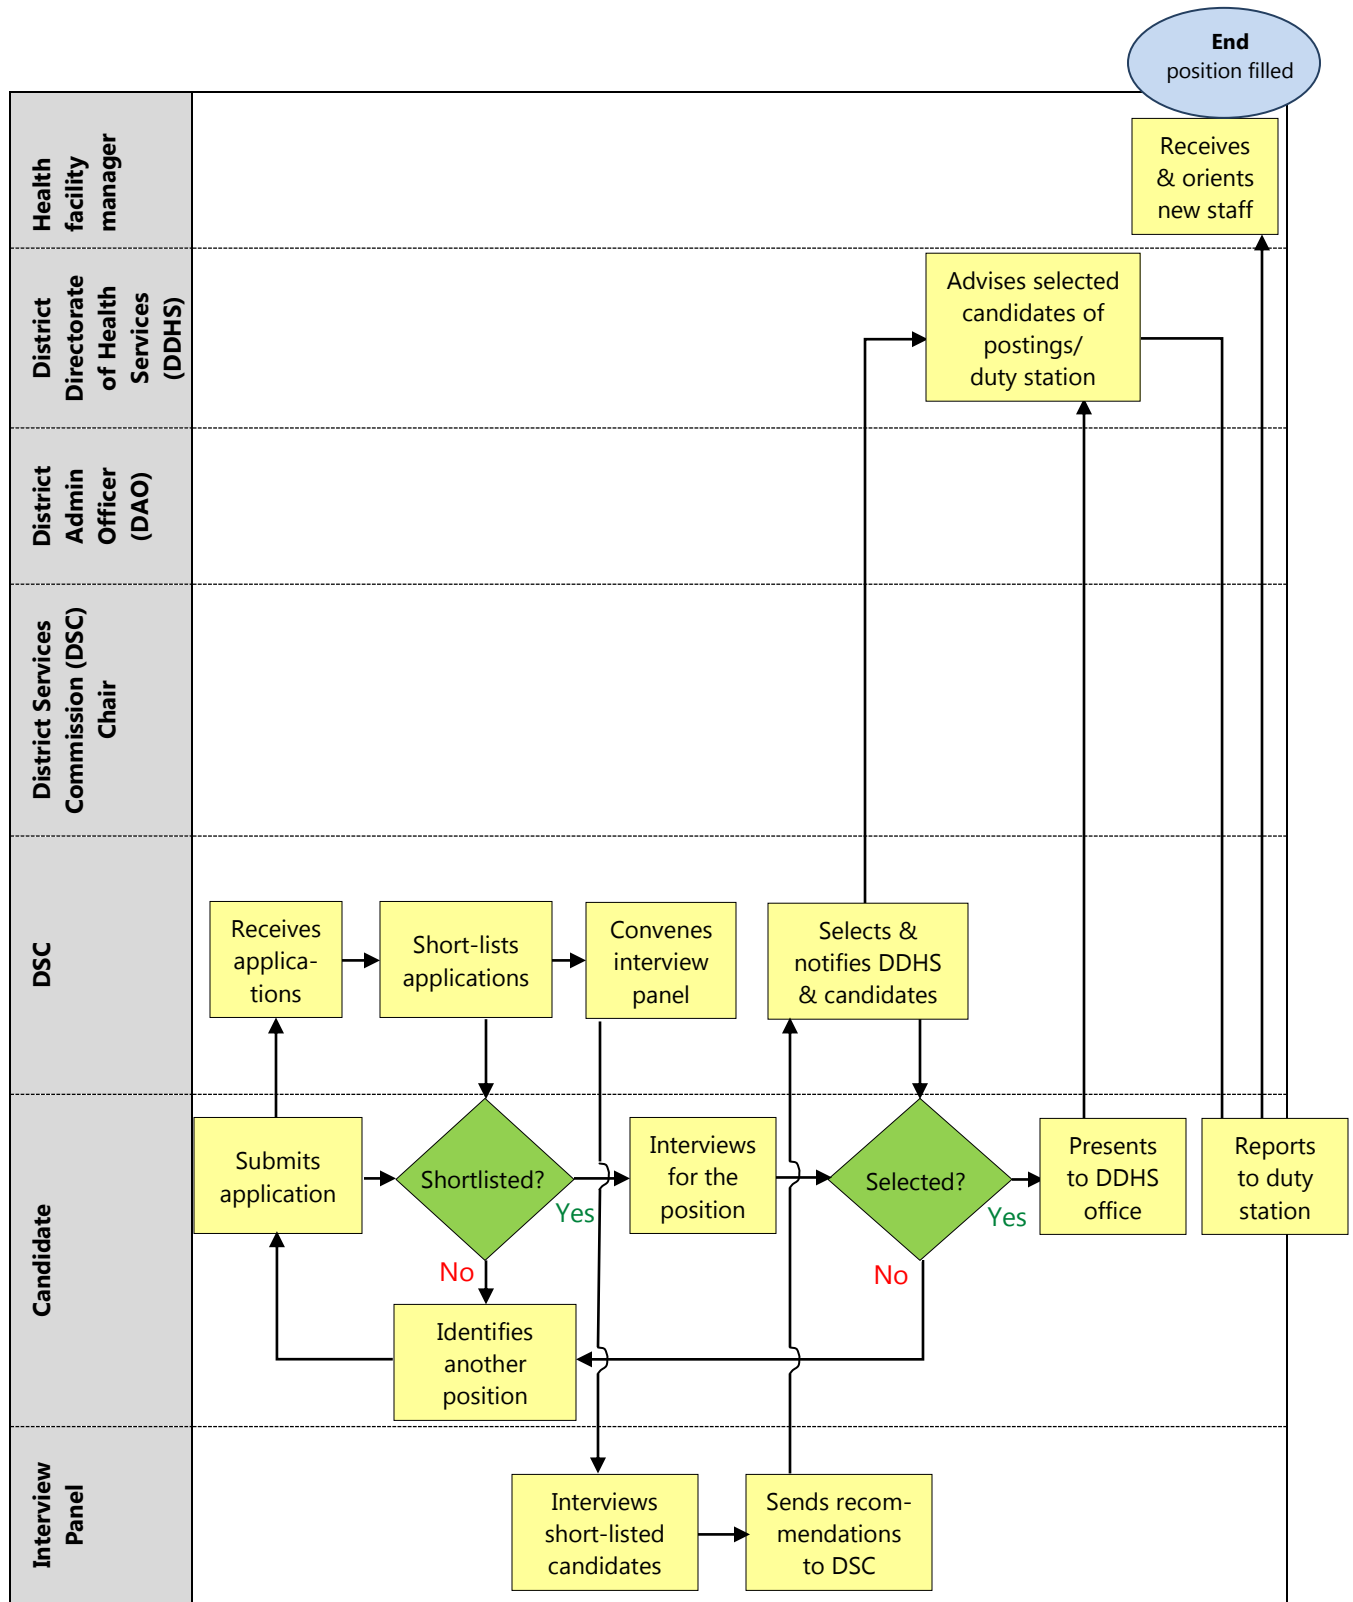 End
position filled
Health
facility
manager
Receives
& orients
new staff
District
Directorate
of Health
Services
(DDHS)
Advises selected
candidates of
postings/
duty station
District
Admin
Officer
(DAO)
District Services
Commission (DSC)
Chair
DSC
Receives
applica-
tions
Short-lists
applications
Convenes
interview
panel
Selects &
notifies DDHS
& candidates
Candidate
Submits
application
Shortlisted?
Yes
No
Interviews
for the
position
Selected?
Yes
No
Presents
to DDHS
office
Reports
to duty
station
Identifies
another
position
Interview
Panel
Interviews
short-listed
candidates
Sends recom-
mendations
to DSC